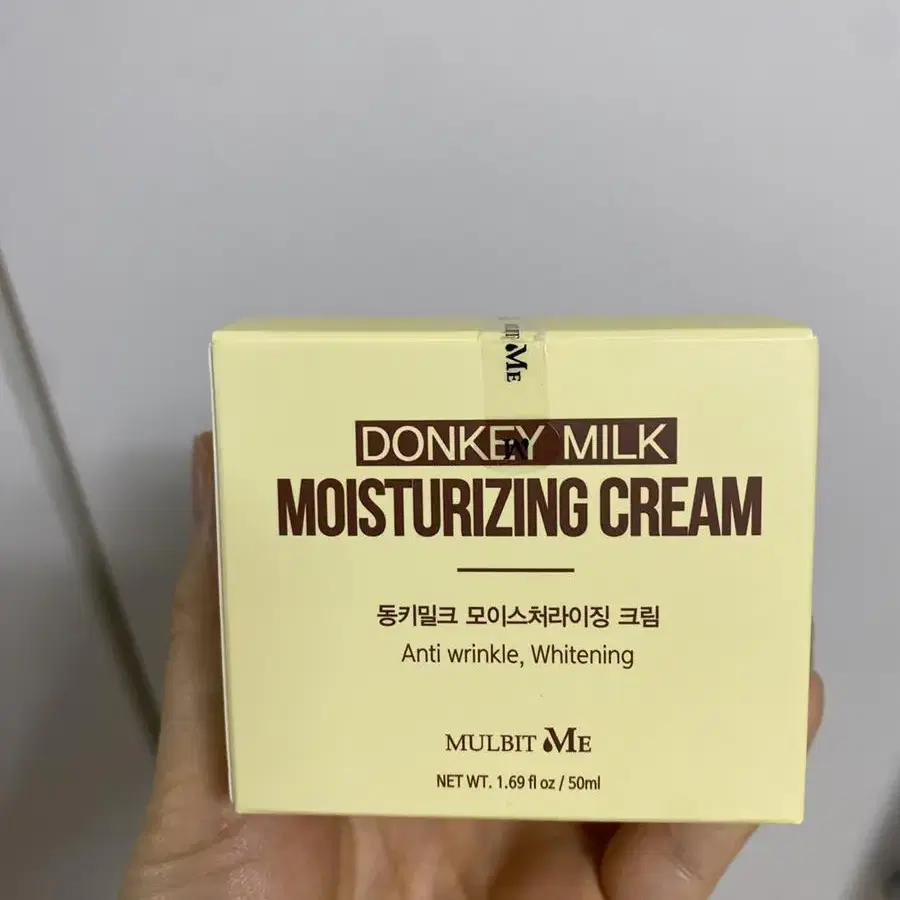 ME
DONKEY MILK
MOISTURIZING CREAM
동키밀크 모이스처라이징 크림
Anti wrinkle, Whitening
MULBIT ME
NET WT. 1.69 fl oz / 50ml